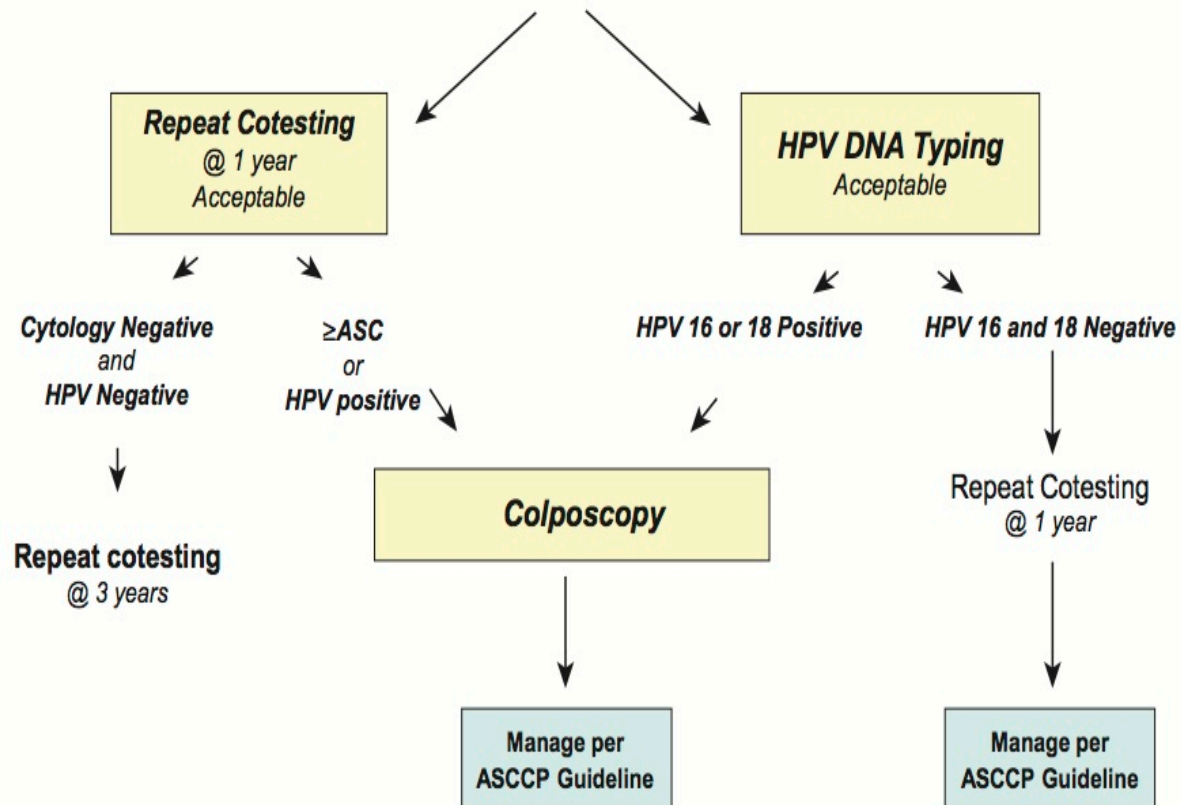 Repeat Cotesting
@ 1 year
Acceptable
HPV DNA Typing
Acceptable
Cytology Negative
and
HPV Negative
≥ASC
or
HPV positive
HPV 16 or 18 Positive
HPV 16 and 18 Negative
Repeat cotesting
@ 3 years
Colposcopy
Repeat Cotesting
@ 1 year
Manage per
ASCCP Guideline
Manage per
ASCCP Guideline